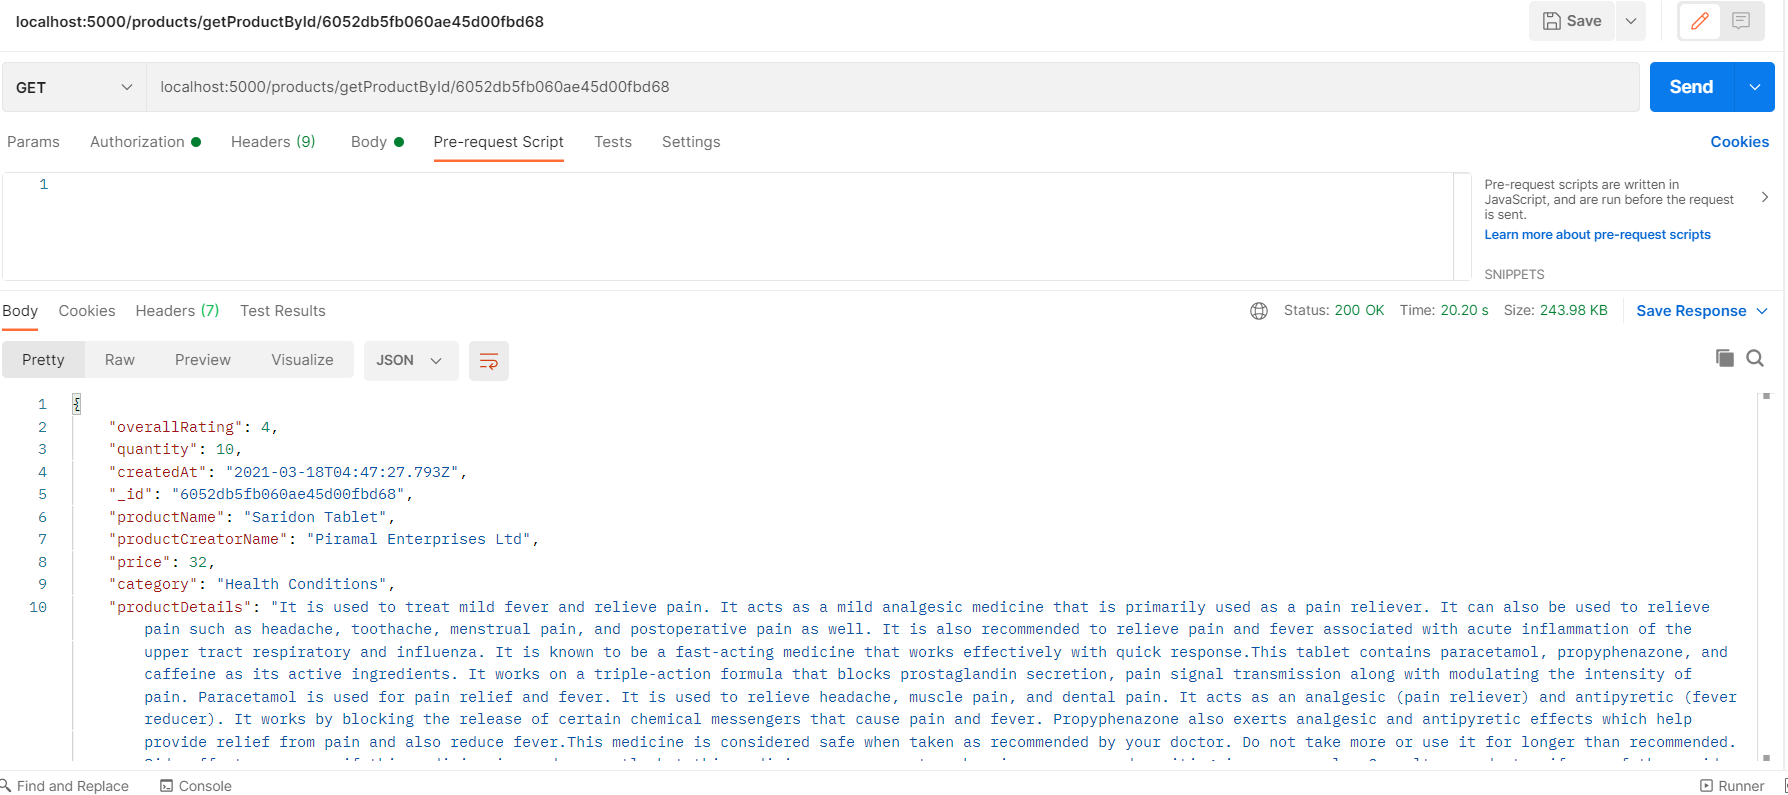 localhost:5000/products/getProductById/6052db5fb060ae45d00fbd68
Save
GET
localhost:5000/products/getProductById/6052db5fb060ae45d00fbd68
Send
Params Authorization Headers (9) Body Pre-request Script Tests Settings Cookies
1
Pre-request scripts are written in
JavaScript, and are run before the request
is sent.
Learn more about pre-request scripts
SNIPPETS
Body Cookies Headers (7) Test Results Status: 200 OK Time: 20.20 s Size: 243.98 KB Save Response
Pretty Raw Preview Visualize JSON
1 {
2 "overallRating": 4,
3 "quantity": 10,
4 "createdAt": "2021-03-18T04:47:27.793Z",
5 "_id": "6052db5fb060ae45d00fbd68",
6 "productName": "Saridon Tablet",
7 "productCreatorName": "Piramal Enterprises Ltd",
8 "price": 32,
9 "category": "Health Conditions",
10 "productDetails": "It is used to treat mild fever and relieve pain. It acts as a mild analgesic medicine that is primarily used as a pain reliever. It can also be used to relieve
pain such as headache, toothache, menstrual pain, and postoperative pain as well. It is also recommended to relieve pain and fever associated with acute inflammation of the
upper tract respiratory and influenza. It is known to be a fast-acting medicine that works effectively with quick response.This tablet contains paracetamol, propyphenazone, and
caffeine as its active ingredients. It works on a triple-action formula that blocks prostaglandin secretion, pain signal transmission along with modulating the intensity of
pain. Paracetamol is used for pain relief and fever. It is used to relieve headache, muscle pain, and dental pain. It acts as an analgesic (pain reliever) and antipyretic (fever
reducer). It works by blocking the release of certain chemical messengers that cause pain and fever. Propyphenazone also exerts analgesic and antipyretic effects which help
provide relief from pain and also reduce fever.This medicine is considered safe when taken as recommended by your doctor. Do not take more or use it for longer than recommended.
Find and Replace Console Runner